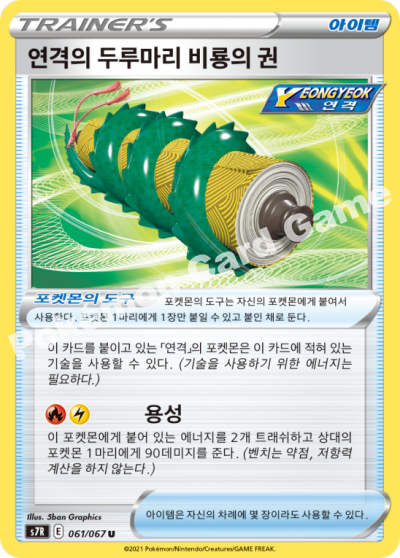 TRAINER'S
아이템
연격의 두루마리 비룡의 권
YEONGYEOK
연격
포켓몬의 도구 포켓몬의 도구는 자신의 포켓몬에게 붙여서
사용한다. 포켓몬 1마리에게 1장만 붙일 수 있고 붙인 채로 둔다.
이 카드를 붙이고 있는 「연격」의 포켓몬은 이 카드에 적혀 있는
기술을 사용할 수 있다. (기술을 사용하기 위한 에너지는
필요하다.)
용성
이 포켓몬에게 붙어 있는 에너지를 2개 트래쉬하고 상대의
포켓몬 1마리에게 90데미지를 준다. (벤치는 약점, 저항력
계산을 하지 않는다.)
Pokémon Card Game
Illus. 5ban Graphics
s7R E 061/067 U
아이템은 자신의 차례에 몇 장이라도 사용할 수 있다.
©2021 Pokémon/Nintendo/Creatures/GAME FREAK.